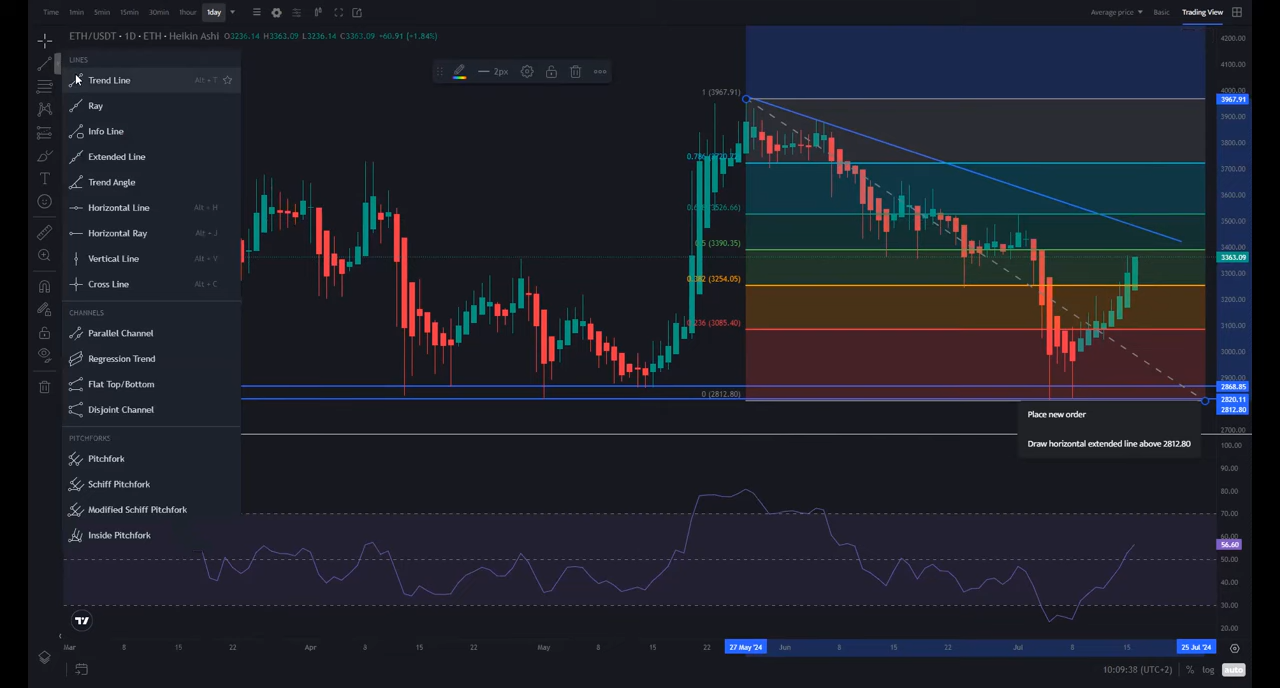 Time 1min 5min 15min 30min 1hour 1day
Average price Basic Trading View
ETH/USDT · 1D · ETH · Heikin Ashi O3236.14 H3363.09 L3236.14 C3363.09 +60.91 (+1.84%)
LINES
Trend Line Alt + T
Ray
Info Line
Extended Line
Trend Angle
Horizontal Line Alt + H
Horizontal Ray Alt + J
Vertical Line Alt + V
Cross Line Alt + C
CHANNELS
Parallel Channel
Regression Trend
Flat Top/Bottom
Disjoint Channel
PITCHFORKS
Pitchfork
Schiff Pitchfork
Modified Schiff Pitchfork
Inside Pitchfork
2px
1 (3967.91)
0.5 (3390.35)
0.382 (3254.05)
0.236 (3085.40)
0 (2812.80)
Place new order
Draw horizontal extended line above 2812.80
4200.00
4100.00
4000.00
3967.91
3900.00
3800.00
3700.00
3600.00
3500.00
3400.00
3363.09
3300.00
3200.00
3100.00
3000.00
2900.00
2868.85
2820.11
2812.80
2700.00
100.00
90.00
80.00
70.00
60.00
56.60
50.00
40.00
30.00
20.00
Mar 8 15 22 Apr 8 15 22 May 8 15 22 27 May '24 Jun 8 15 22 Jul 8 15 25 Jul '24
10:09:38 (UTC+2) % log auto